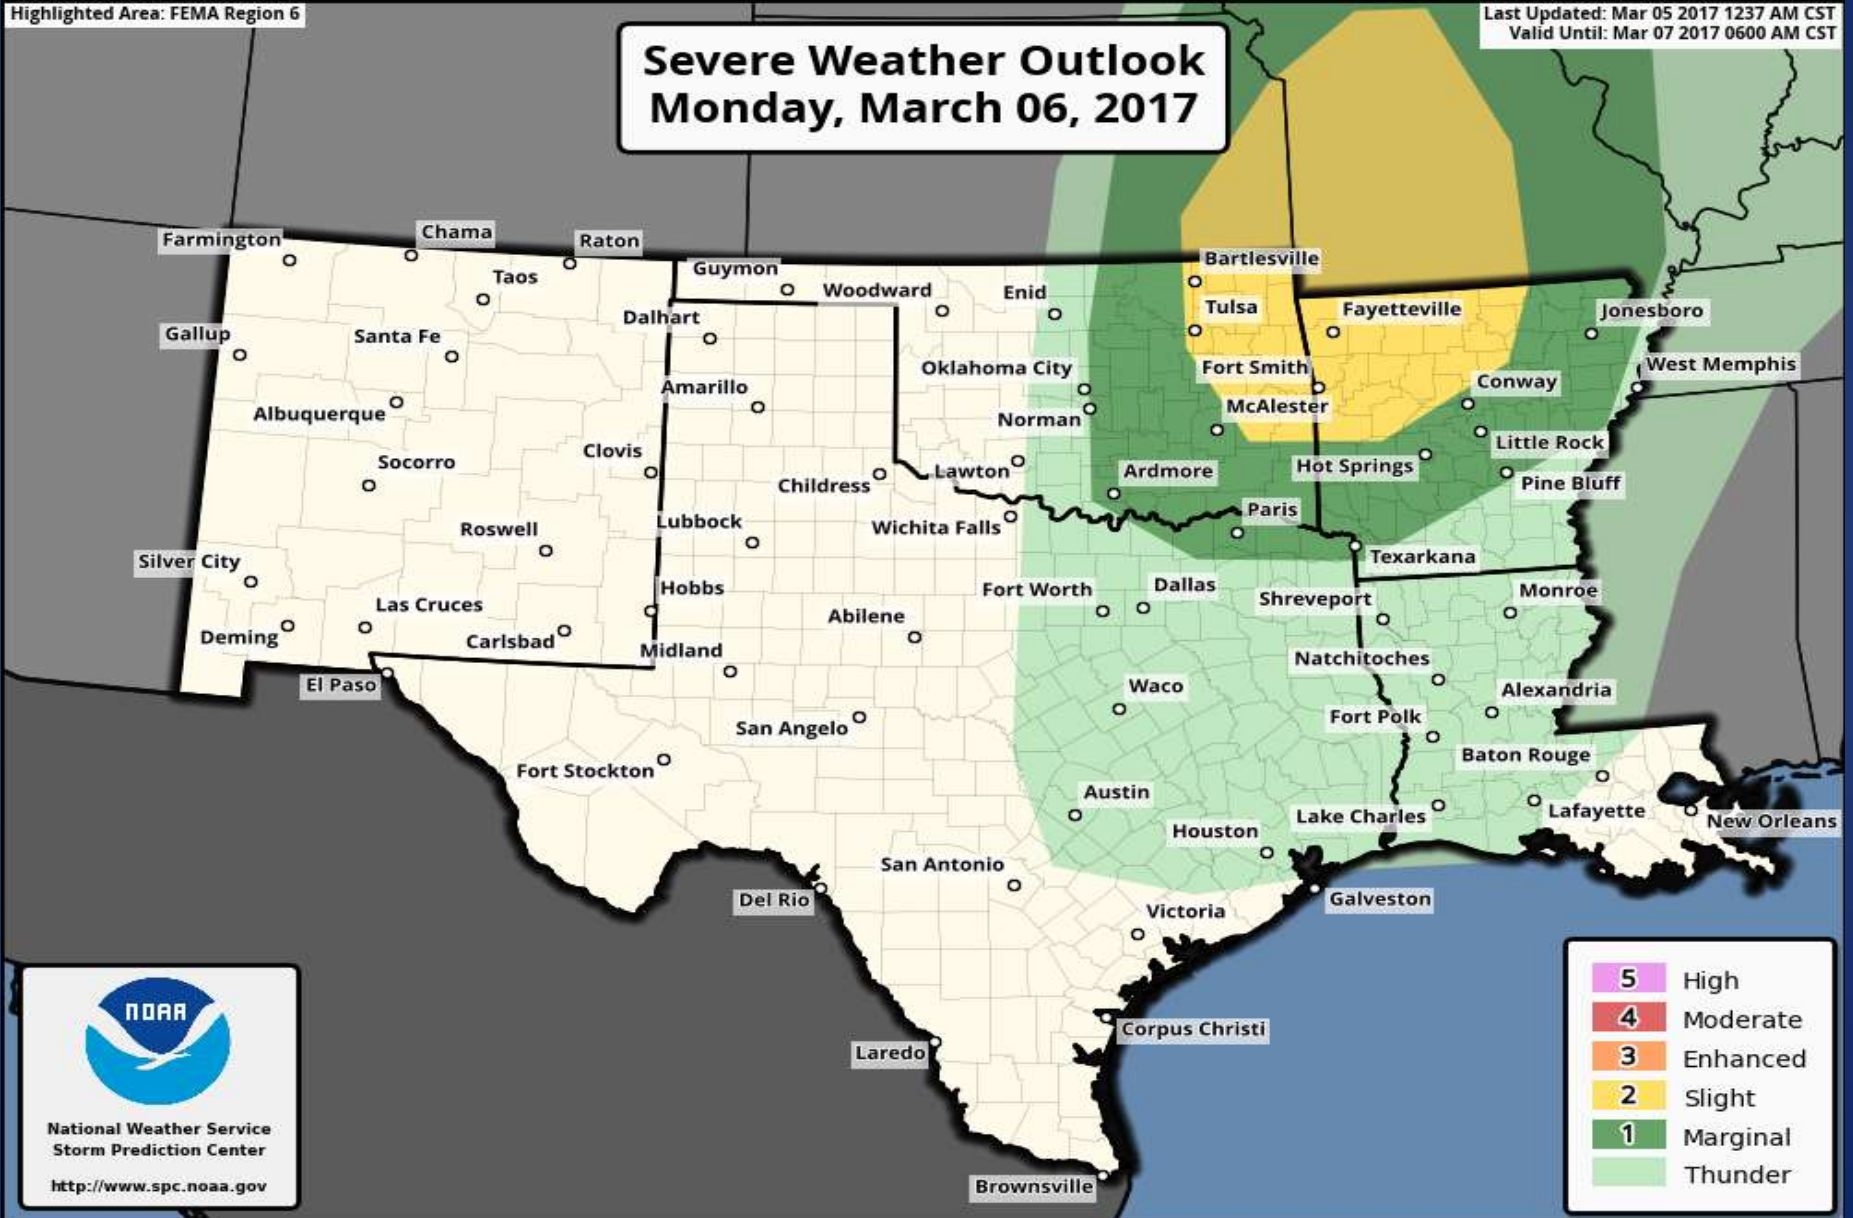 Highlighted Area: FEMA Region 6
Last Updated: Mar 05 2017 1237 AM CST
Valid Until: Mar 07 2017 0600 AM CST
Severe Weather Outlook
Monday, March 06, 2017
Farmington
Chama
Raton
Taos
Guymon
Woodward
Enid
Bartlesville
Gallup
Santa Fe
Dalhart
Tulsa
Fayetteville
Jonesboro
Albuquerque
Amarillo
Oklahoma City
Fort Smith
Conway
West Memphis
Norman
McAlester
Socorro
Clovis
Childress
Lawton
Ardmore
Hot Springs
Little Rock
Pine Bluff
Roswell
Lubbock
Wichita Falls
Paris
Texarkana
Silver City
Hobbs
Fort Worth
Dallas
Shreveport
Monroe
Las Cruces
Abilene
Deming
Carlsbad
Midland
Natchitoches
El Paso
Waco
Alexandria
San Angelo
Fort Polk
Fort Stockton
Baton Rouge
Austin
Lake Charles
Lafayette
New Orleans
Houston
San Antonio
Del Rio
Galveston
Victoria
Corpus Christi
Laredo
Brownsville
NOAA
National Weather Service
Storm Prediction Center
http://www.spc.noaa.gov
5 High
4 Moderate
3 Enhanced
2 Slight
1 Marginal
Thunder